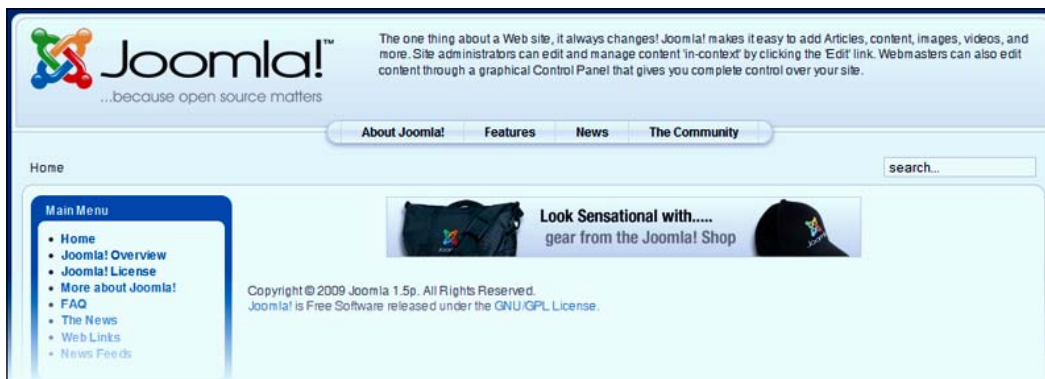 Joomla!™
...because open source matters
The one thing about a Web site, it always changes! Joomla! makes it easy to add Articles, content, images, videos, and
more. Site administrators can edit and manage content 'in-context' by clicking the 'Edit' link. Webmasters can also edit
content through a graphical Control Panel that gives you complete control over your site.
About Joomla! Features News The Community
Home
search...
Main Menu
Home
Joomla! Overview
Joomla! License
More about Joomla!
FAQ
The News
Web Links
News Feeds
Look Sensational with.....
gear from the Joomla! Shop
Copyright © 2009 Joomla 1.5p. All Rights Reserved.
Joomla! is Free Software released under the GNU/GPL License.